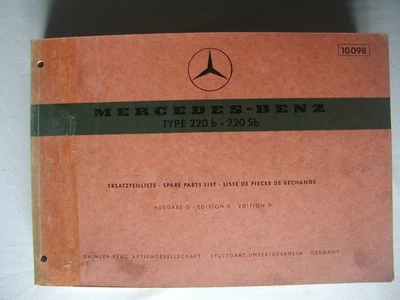 10098
MERCEDES-BENZ
TYPE 220 b - 220 Sb
ERSATZTEILLISTE · SPARE PARTS LIST · LISTE DE PIECES DE RECHANGE
AUSGABE D · EDITION D · EDITION D
DAIMLER-BENZ AKTIENGESELLSCHAFT · STUTTGART-UNTERTUERKHEIM · GERMANY